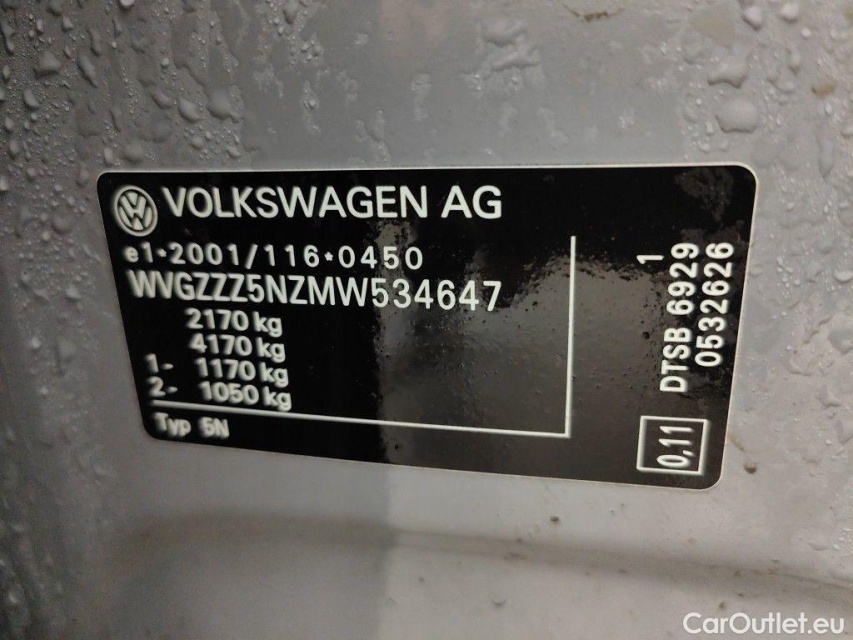 VOLKSWAGEN AG
e1*2001/116*0450
WVGZZZ5NZMW534647
2170 kg
4170 kg
1- 1170 kg
2- 1050 kg
Typ 5N
1
DTSB 6929
0532626
0,11
CarOutlet.eu